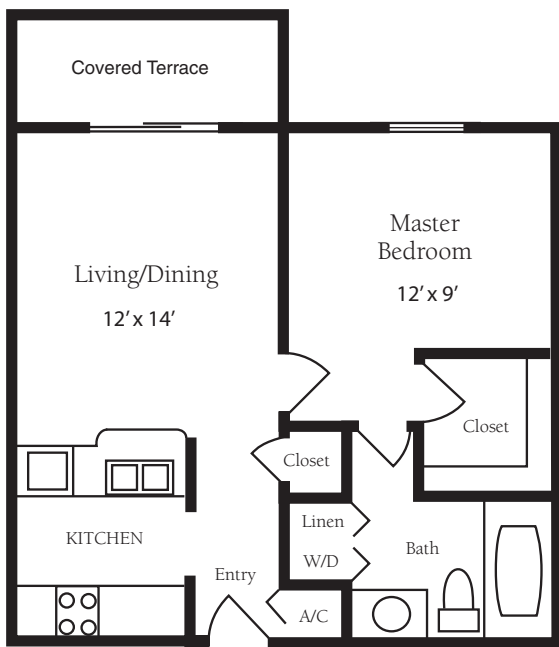 Covered Terrace
Master
Bedroom
12’ x 9’
Living/Dining
12’ x 14’
Closet
Closet
Linen
KITCHEN
Bath
W/D
Entry
A/C